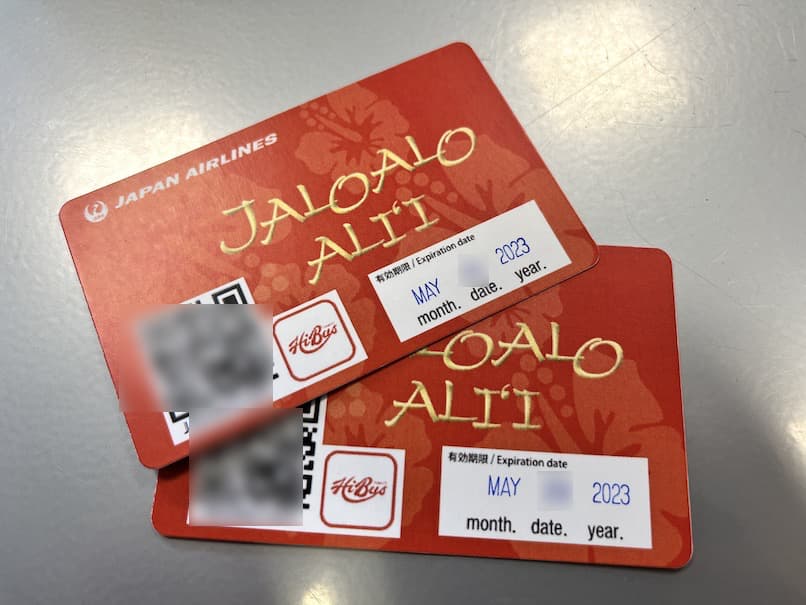 JAPAN AIRLINES
JALOALO
ALI'I
有効期限 / Expiration date
MAY 2023
month. date. year.
HiBus
LOALO
ALI'I
有効期限 / Expiration date
MAY 2023
month. date. year.
HiBus